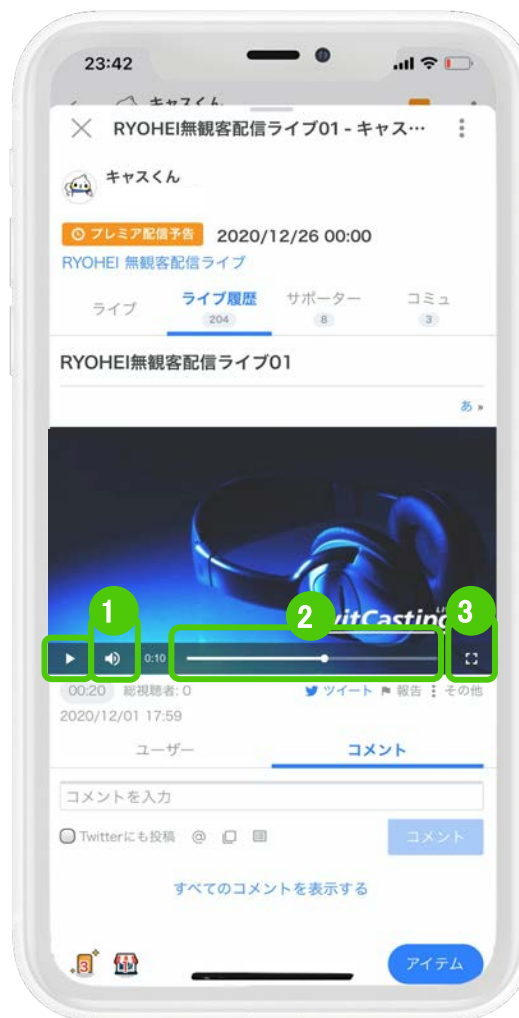 23:42
キャスくん
RYOHEI無観客配信ライブ01 - キャス…
キャスくん
プレミア配信予告 2020/12/26 00:00
RYOHEI 無観客配信ライブ
ライブ ライブ履歴 サポーター コミュ
204 8 3
RYOHEI無観客配信ライブ01
あ »
1 2 3
witCasting
0:10
00:20 総視聴者: 0 ツイート 報告 その他
2020/12/01 17:59
ユーザー コメント
コメントを入力
Twitterにも投稿 @ コメント
すべてのコメントを表示する
3 アイテム